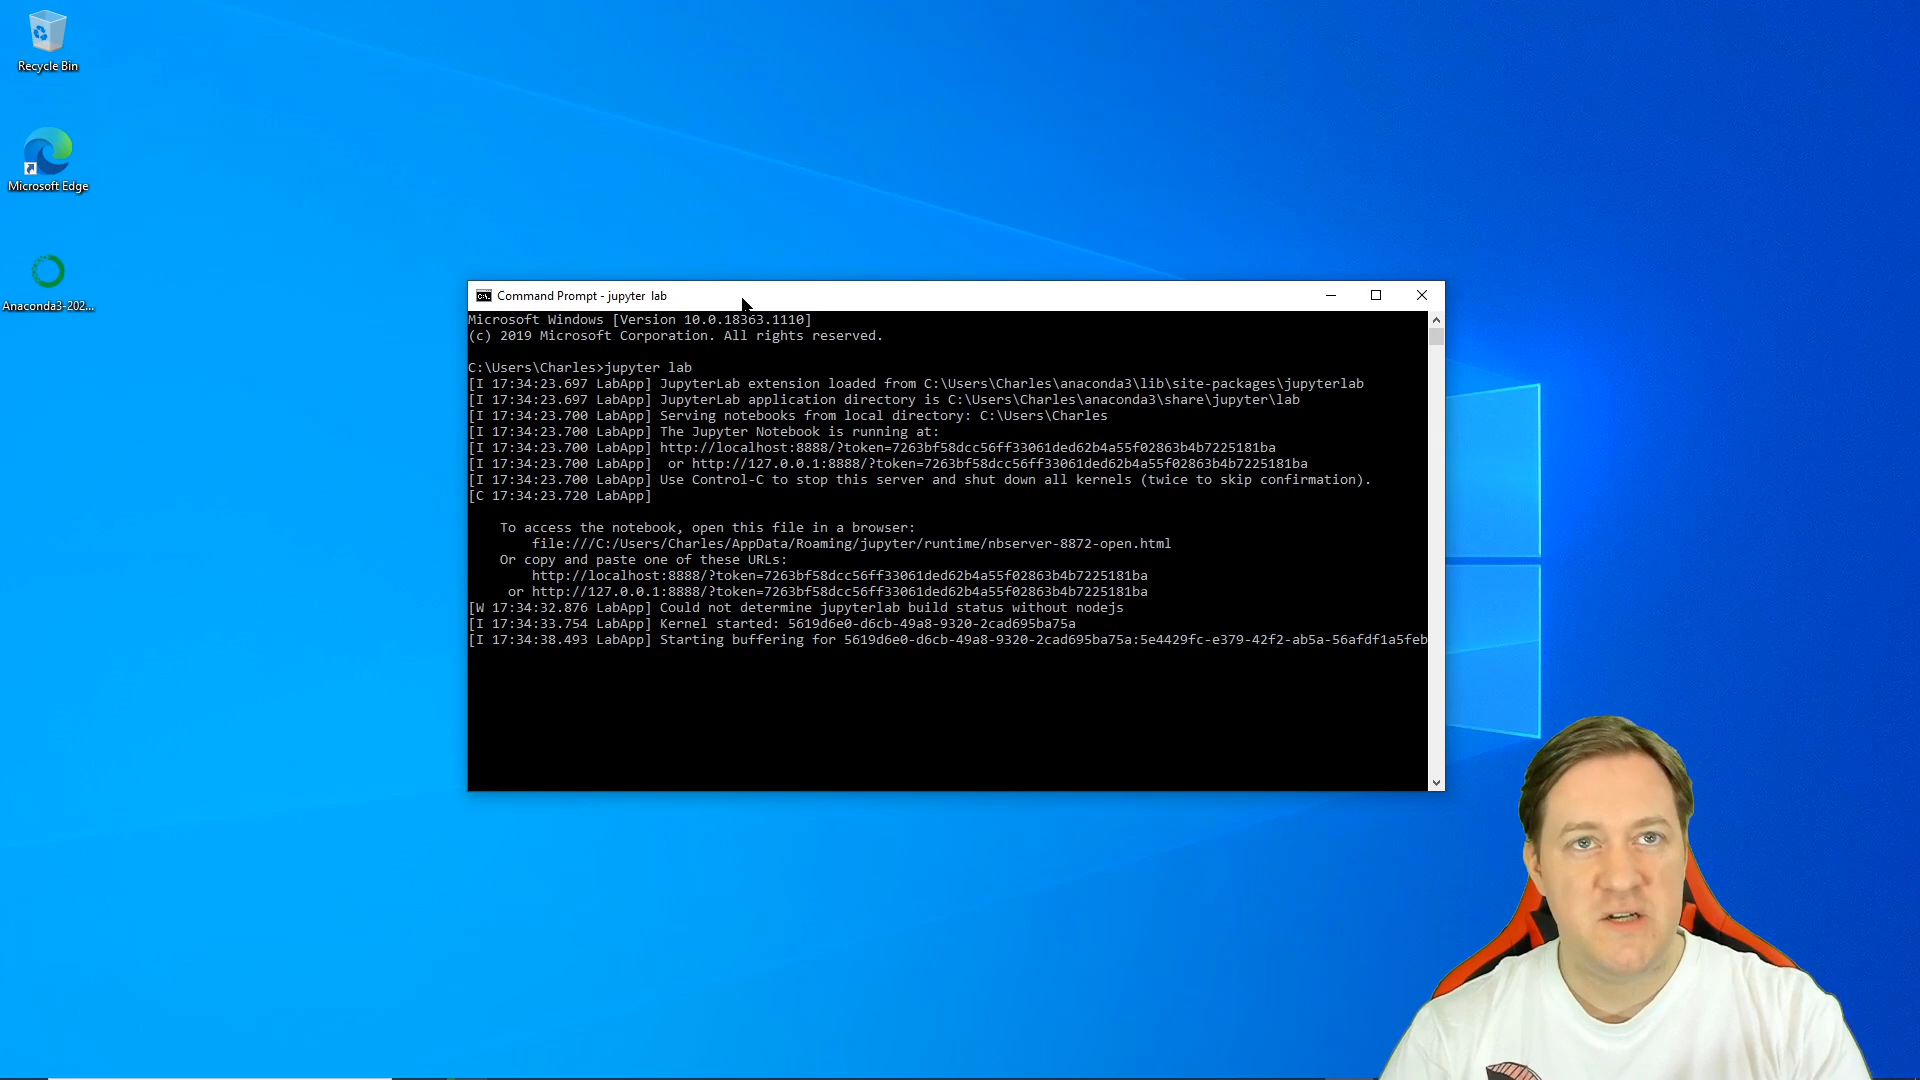 Recycle Bin
Microsoft Edge
Anaconda3-202...
Command Prompt - jupyter lab
Microsoft Windows [Version 10.0.18363.1110]
(c) 2019 Microsoft Corporation. All rights reserved.
C:\Users\Charles>jupyter lab
[I 17:34:23.697 LabApp] JupyterLab extension loaded from C:\Users\Charles\anaconda3\lib\site-packages\jupyterlab
[I 17:34:23.697 LabApp] JupyterLab application directory is C:\Users\Charles\anaconda3\share\jupyter\lab
[I 17:34:23.700 LabApp] Serving notebooks from local directory: C:\Users\Charles
[I 17:34:23.700 LabApp] The Jupyter Notebook is running at:
[I 17:34:23.700 LabApp] http://localhost:8888/?token=7263bf58dcc56ff33061ded62b4a55f02863b4b7225181ba
[I 17:34:23.700 LabApp]  or http://127.0.0.1:8888/?token=7263bf58dcc56ff33061ded62b4a55f02863b4b7225181ba
[I 17:34:23.700 LabApp] Use Control-C to stop this server and shut down all kernels (twice to skip confirmation).
[C 17:34:23.720 LabApp]
To access the notebook, open this file in a browser:
file:///C:/Users/Charles/AppData/Roaming/jupyter/runtime/nbserver-8872-open.html
Or copy and paste one of these URLs:
http://localhost:8888/?token=7263bf58dcc56ff33061ded62b4a55f02863b4b7225181ba
or http://127.0.0.1:8888/?token=7263bf58dcc56ff33061ded62b4a55f02863b4b7225181ba
[W 17:34:32.876 LabApp] Could not determine jupyterlab build status without nodejs
[I 17:34:33.754 LabApp] Kernel started: 5619d6e0-d6cb-49a8-9320-2cad695ba75a
[I 17:34:38.493 LabApp] Starting buffering for 5619d6e0-d6cb-49a8-9320-2cad695ba75a:5e4429fc-e379-42f2-ab5a-56afdf1a5feb